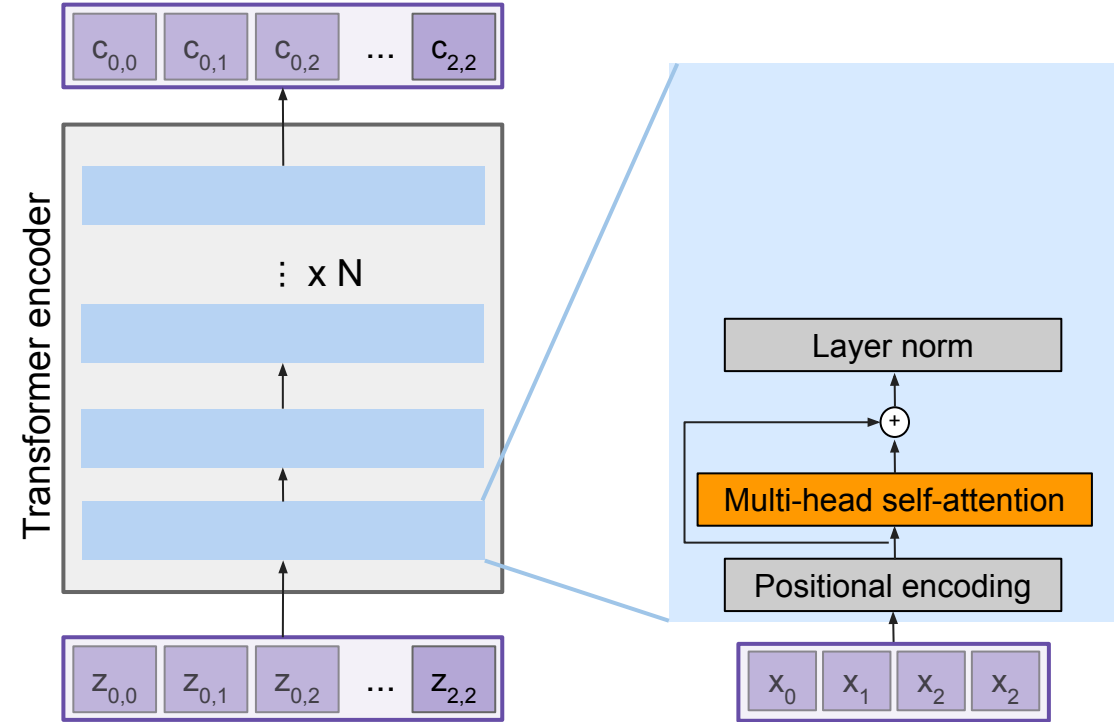 c0,0 c0,1 c0,2 ... c2,2
Transformer encoder
⋮ x N
z0,0 z0,1 z0,2 ... z2,2
Layer norm
+
Multi-head self-attention
Positional encoding
x0 x1 x2 x2